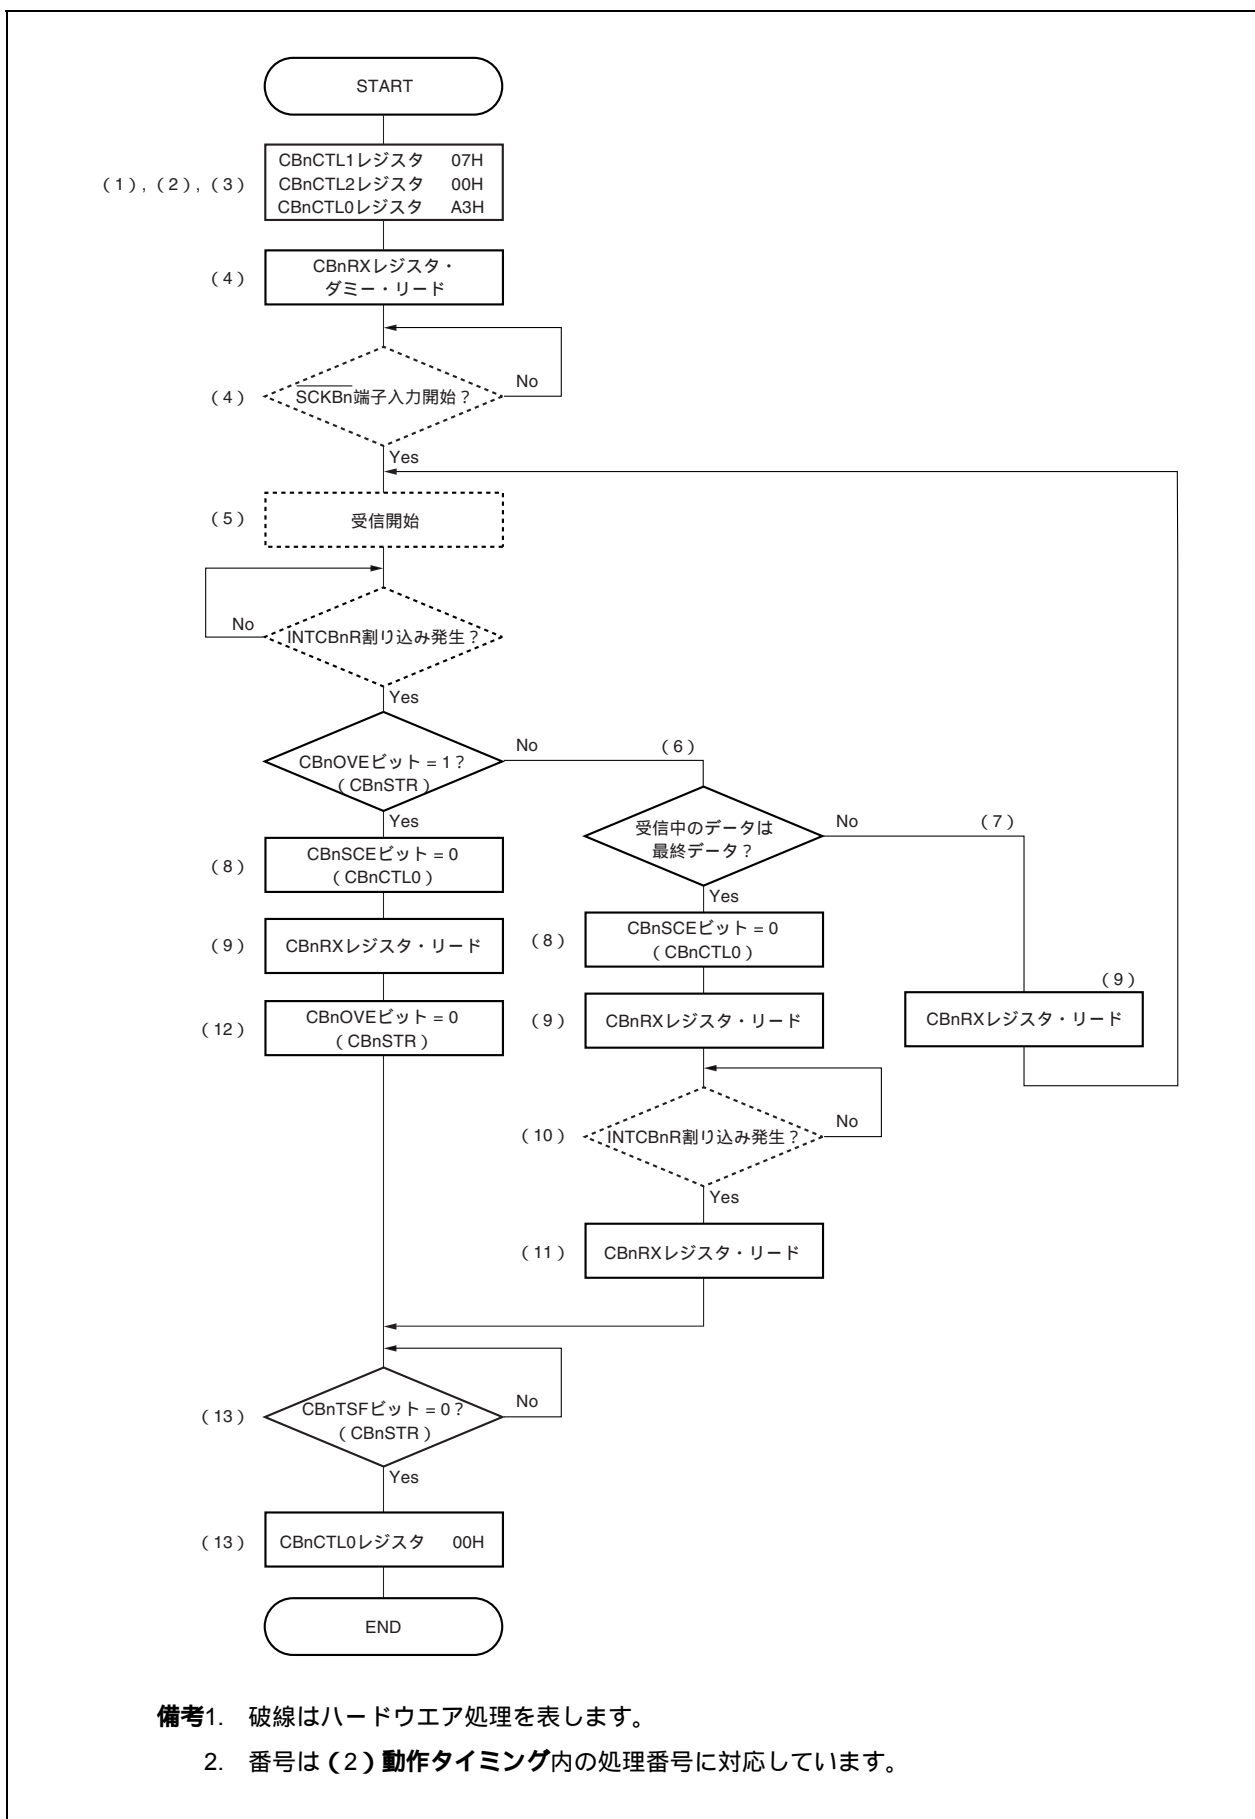 START
CBnCTL1レジスタ 07H
(1), (2), (3) CBnCTL2レジスタ 00H
CBnCTL0レジスタ A3H
(4) CBnRXレジスタ・
ダミー・リード
(4) SCKBn端子入力開始？ No
Yes
(5) 受信開始
No INTCBnR割り込み発生？
Yes
CBnOVEビット = 1？ No (6)
(CBnSTR)
Yes
受信中のデータは No (7)
最終データ？
Yes
(8) CBnSCEビット = 0
(CBnCTL0)
(9) CBnRXレジスタ・リード
(12) CBnOVEビット = 0
(CBnSTR)
(8) CBnSCEビット = 0
(CBnCTL0)
(9) CBnRXレジスタ・リード
(9)
CBnRXレジスタ・リード
(10) INTCBnR割り込み発生？ No
Yes
(11) CBnRXレジスタ・リード
(13) CBnTSFビット = 0？ No
(CBnSTR)
Yes
(13) CBnCTL0レジスタ 00H
END
備考1. 破線はハードウエア処理を表します。
2. 番号は(2)動作タイミング内の処理番号に対応しています。